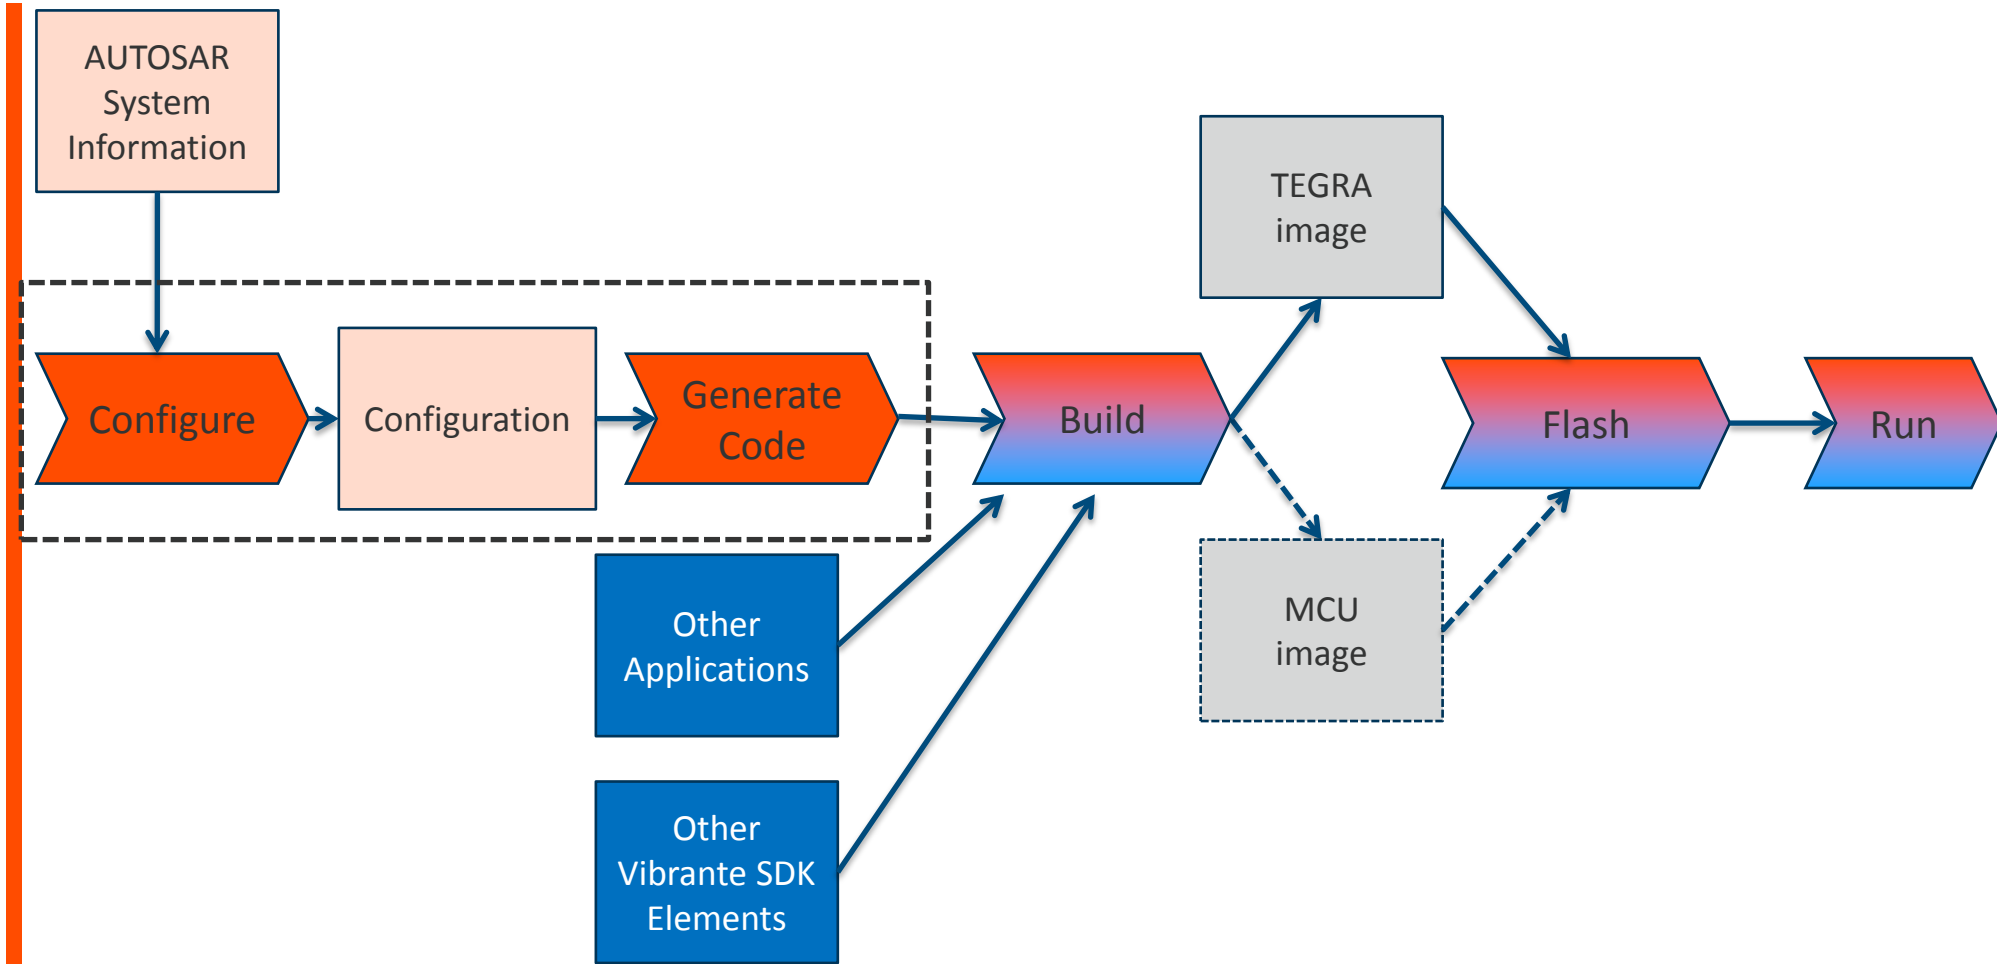 AUTOSAR
System
Information
Configure
Configuration
Generate
Code
Build
TEGRA
image
Flash
Run
MCU
image
Other
Applications
Other
Vibrante SDK
Elements